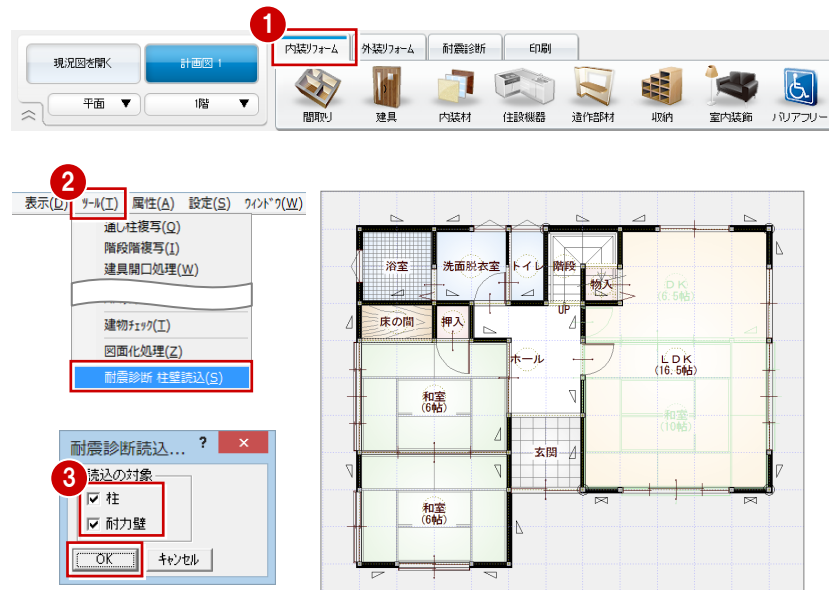 1
内装リフォーム 外装リフォーム 耐震診断 印刷
現況図を開く 計画図 1
平面 ▼ 1階 ▼
間取り 建具 内装材 住設機器 造作部材 収納 室内装飾 バリアフリー
2
表示(D) ツール(T) 属性(A) 設定(S) ウィンドウ(W)
通し柱複写(Q)
階段階複写(I)
建具開口処理(W)
建物チェック(T)
図面化処理(Z)
耐震診断 柱壁読込(S)
耐震診断読込... ? ×
3
読込の対象
柱
耐力壁
OK キャンセル
浴室 洗面脱衣室 トイレ 階段
物入
DK
(6.5帖)
UP
床の間 押入
ホール
LDK
(16.5帖)
和室
(6帖)
和室
(10帖)
玄関
和室
(6帖)